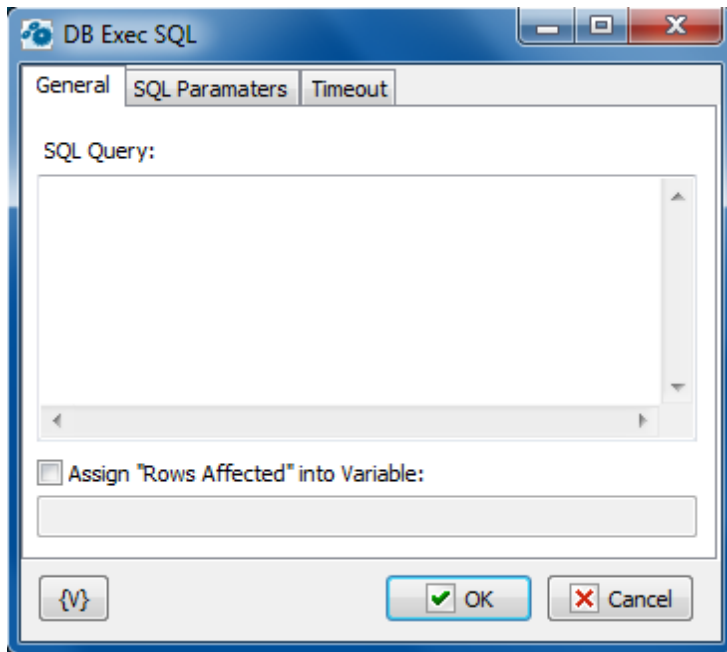 DB Exec SQL
General SQL Paramaters Timeout
SQL Query:
Assign "Rows Affected" into Variable:
{V} OK Cancel